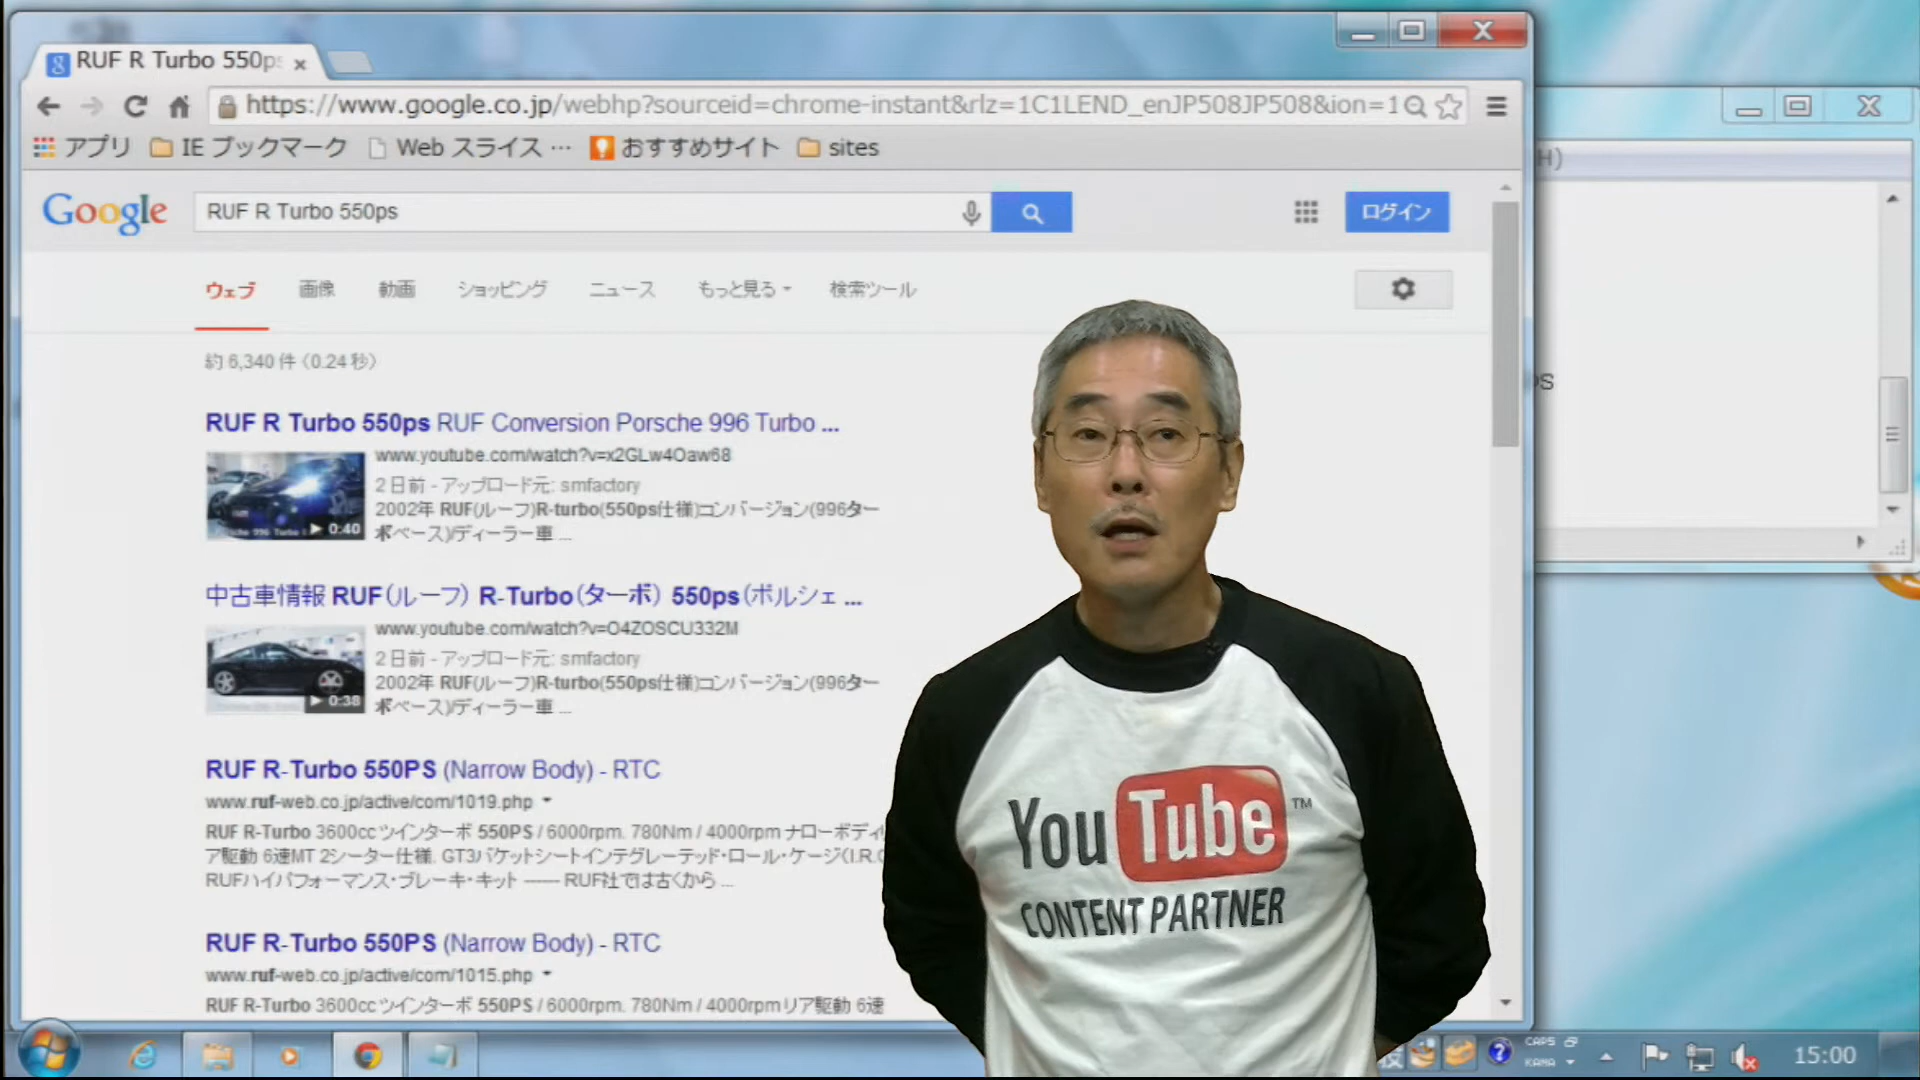 RUF R Turbo 550ps
https://www.google.co.jp/webhp?sourceid=chrome-instant&rlz=1C1LEND_enJP508JP508&ion=1
アプリ IE ブックマーク Web スライス … おすすめサイト sites
H)
Google RUF R Turbo 550ps ログイン
ウェブ 画像 動画 ショッピング ニュース もっと見る 検索ツール
約 6,340 件 (0.24 秒)
RUF R Turbo 550ps RUF Conversion Porsche 996 Turbo ...
www.youtube.com/watch?v=x2GLw4Oaw68
2 日前 - アップロード元: smfactory
2002年 RUF(ルーフ)R-turbo(550ps仕様)コンバージョン(996ター
ボベース)/ディーラー車 ...
0:40
中古車情報 RUF(ルーフ) R-Turbo(ターボ) 550ps(ポルシェ ...
www.youtube.com/watch?v=O4ZOSCU332M
2 日前 - アップロード元: smfactory
2002年 RUF(ルーフ)R-turbo(550ps仕様)コンバージョン(996ター
ボベース)/ディーラー車 ...
0:38
RUF R-Turbo 550PS (Narrow Body) - RTC
www.ruf-web.co.jp/active/com/1019.php
RUF R-Turbo 3600cc ツインターボ 550PS / 6000rpm. 780Nm / 4000rpm ナローボディ
ア駆動 6速MT 2シーター仕様. GT3バケットシートインテグレーテッド・ロール・ケージ(I.R.C
RUFハイパフォーマンス・ブレーキ・キット ------ RUF社では古くから ...
RUF R-Turbo 550PS (Narrow Body) - RTC
www.ruf-web.co.jp/active/com/1015.php
RUF R-Turbo 3600cc ツインターボ 550PS / 6000rpm. 780Nm / 4000rpm リア駆動 6速
YouTube ™
CONTENT PARTNER
CAPS
KANA
15:00